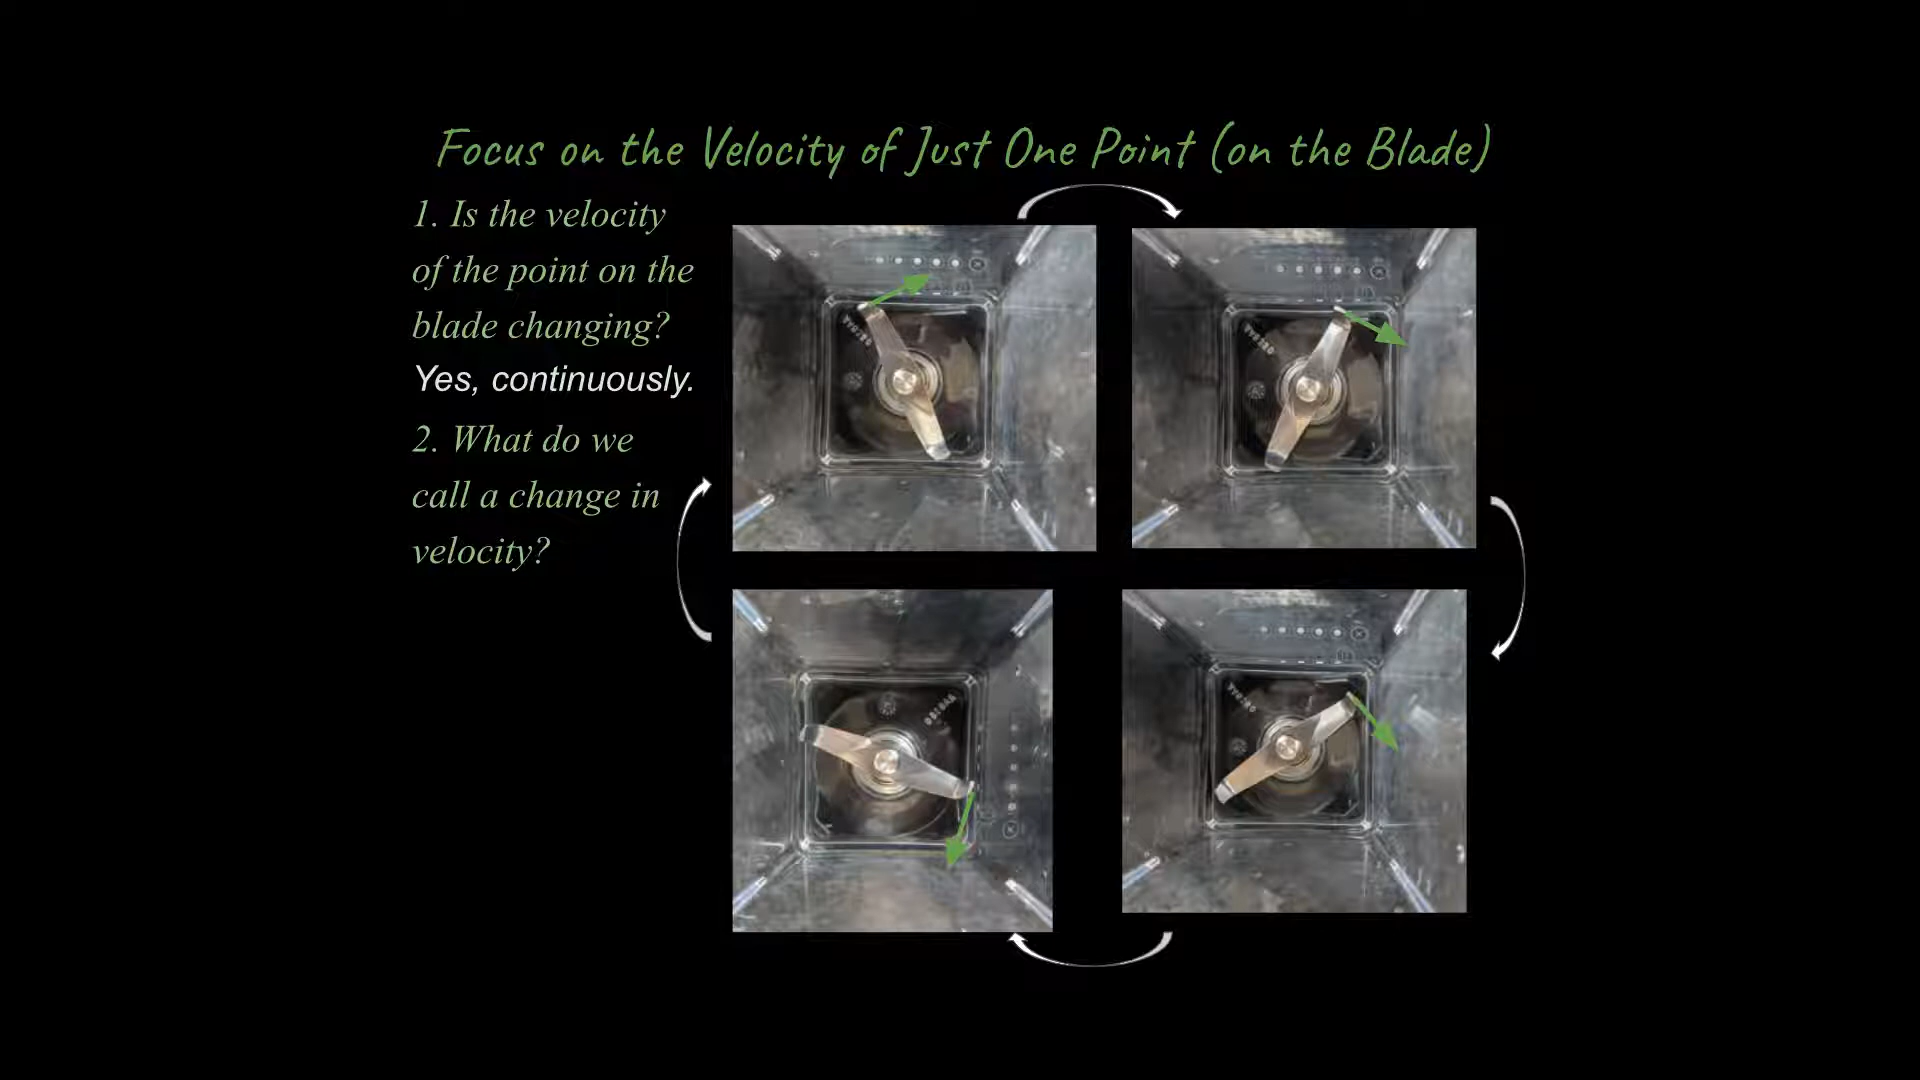 Focus on the Velocity of Just One Point (on the Blade)
1. Is the velocity
of the point on the
blade changing?
Yes, continuously.
2. What do we
call a change in
velocity?